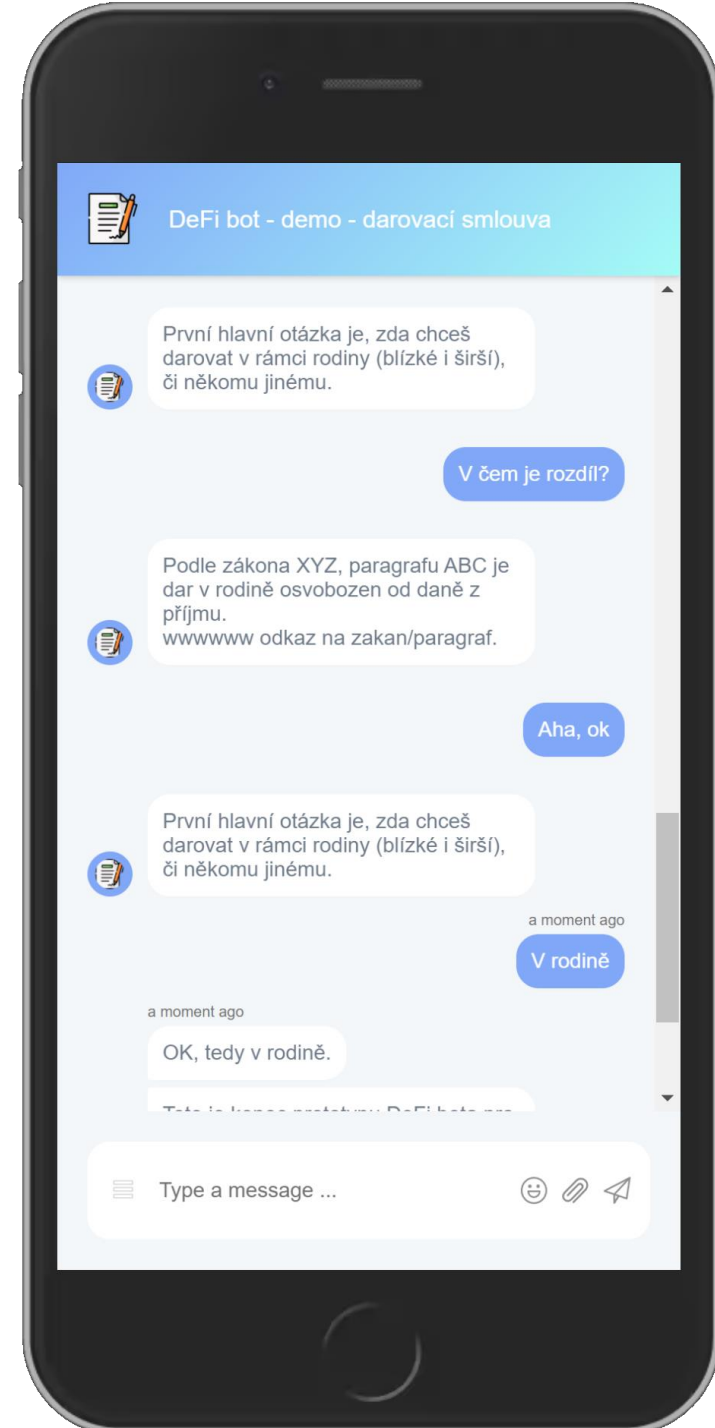 DeFi bot - demo - darovací smlouva
První hlavní otázka je, zda chceš
darovat v rámci rodiny (blízké i širší),
či někomu jinému.
V čem je rozdíl?
Podle zákona XYZ, paragrafu ABC je
dar v rodině osvobozen od daně z
příjmu.
wwwwww odkaz na zakan/paragraf.
Aha, ok
První hlavní otázka je, zda chceš
darovat v rámci rodiny (blízké i širší),
či někomu jinému.
a moment ago
V rodině
a moment ago
OK, tedy v rodině.
Type a message ...